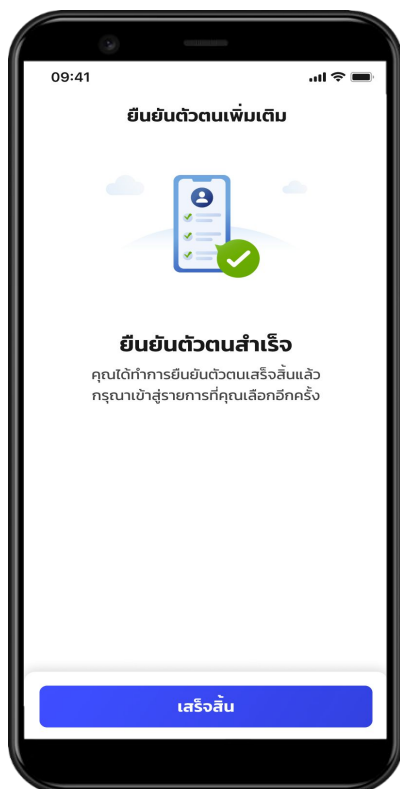 09:41
ยืนยันตัวตนเพิ่มเติม
ยืนยันตัวตนสำเร็จ
คุณได้ทำการยืนยันตัวตนเสร็จสิ้นแล้ว
กรุณาเข้าสู่รายการที่คุณเลือกอีกครั้ง
เสร็จสิ้น